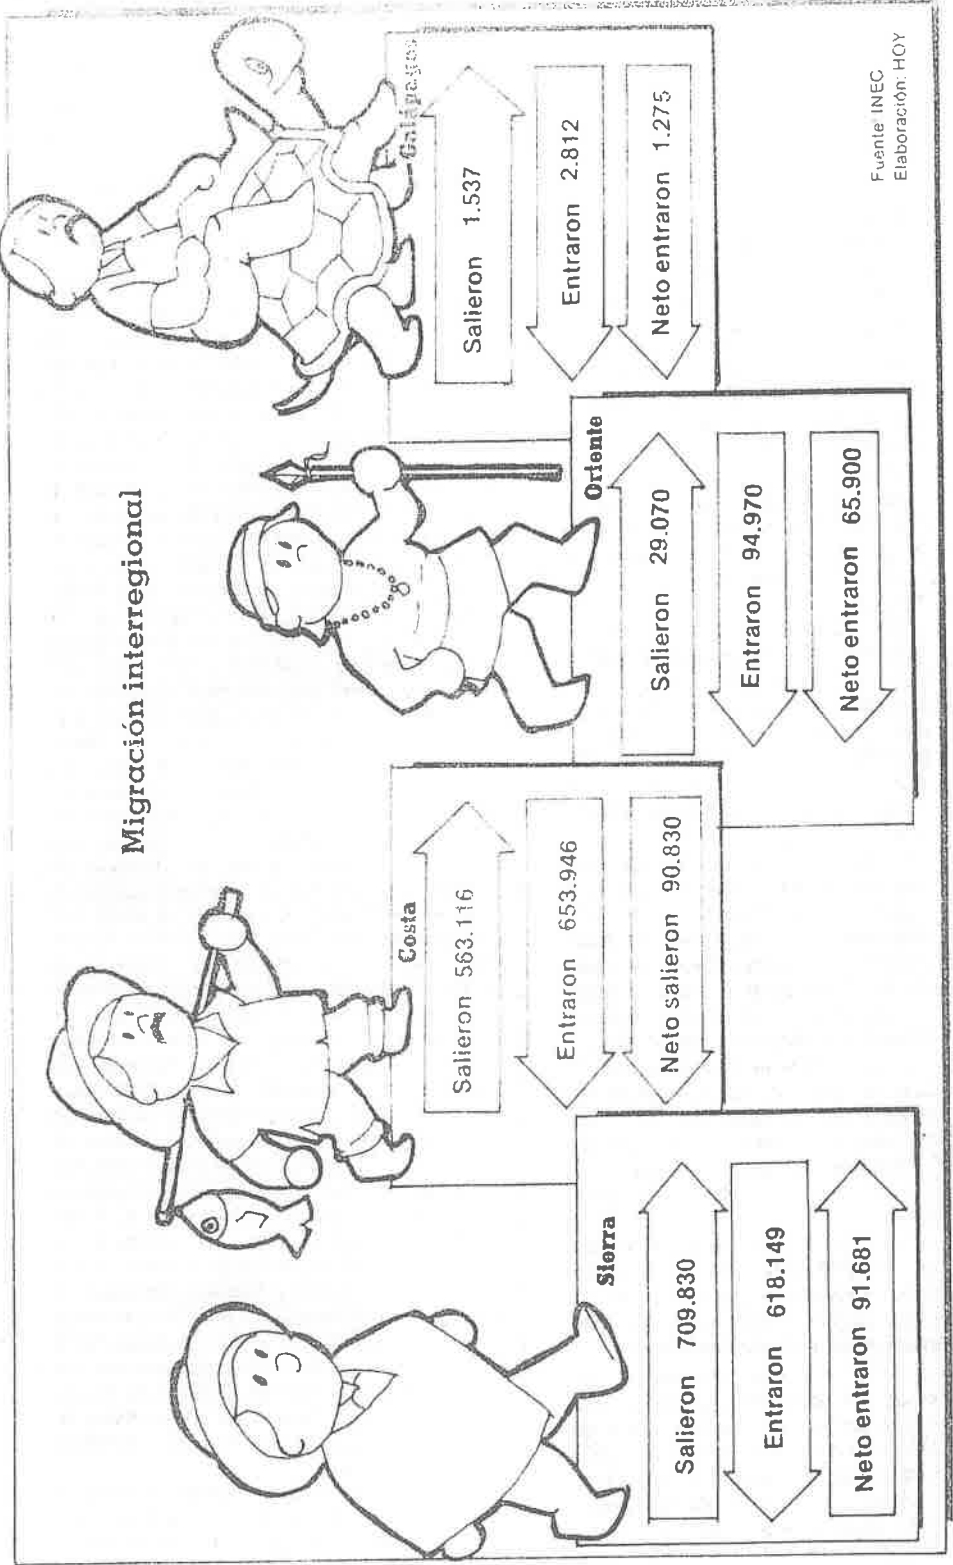 Migración interregional
Sierra
Salieron 709.830
Entraron 618.149
Neto entraron 91.681
Costa
Salieron 563.116
Entraron 653.946
Neto salieron 90.830
Oriente
Salieron 29.070
Entraron 94.970
Neto entraron 65.900
Galápagos
Salieron 1.537
Entraron 2.812
Neto entraron 1.275
Fuente INEC
Elaboración: HOY